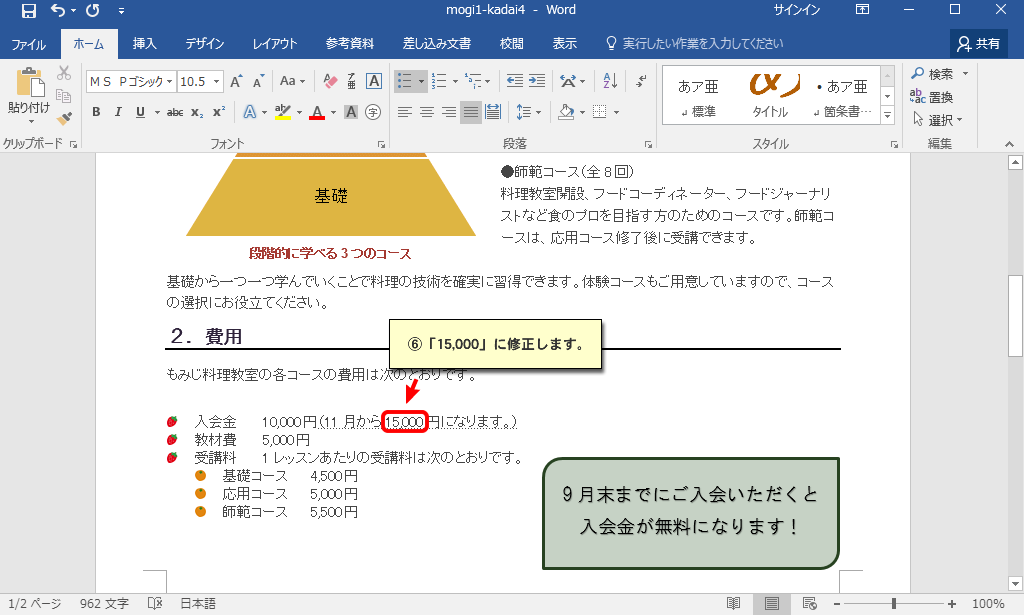 mogi1-kadai4 - Word
サインイン
ファイル
ホーム
挿入
デザイン
レイアウト
参考資料
差し込み文書
校閲
表示
実行したい作業を入力してください
共有
貼り付け
ＭＳ Ｐゴシック
10.5
Aa
B I U abc x₂ x²
あア亜
・あア亜
標準
タイトル
箇条書…
検索
置換
選択
クリップボード
フォント
段落
スタイル
編集
基礎
段階的に学べる３つのコース
●師範コース（全８回）
料理教室開設、フードコーディネーター、フードジャーナリ
ストなど食のプロを目指す方のためのコースです。師範コ
ースは、応用コース修了後に受講できます。
基礎から一つ一つ学んでいくことで料理の技術を確実に習得できます。体験コースもご用意していますので、コース
の選択にお役立てください。
２．費用
⑥「15,000」に修正します。
もみじ料理教室の各コースの費用は次のとおりです。
入会金　10,000円（11 月から 15,000 円になります。）
教材費　5,000円
受講料　１レッスンあたりの受講料は次のとおりです。
基礎コース　4,500円
応用コース　5,000円
師範コース　5,500円
９月末までにご入会いただくと
入会金が無料になります！
1/2 ページ　962 文字　日本語　100%